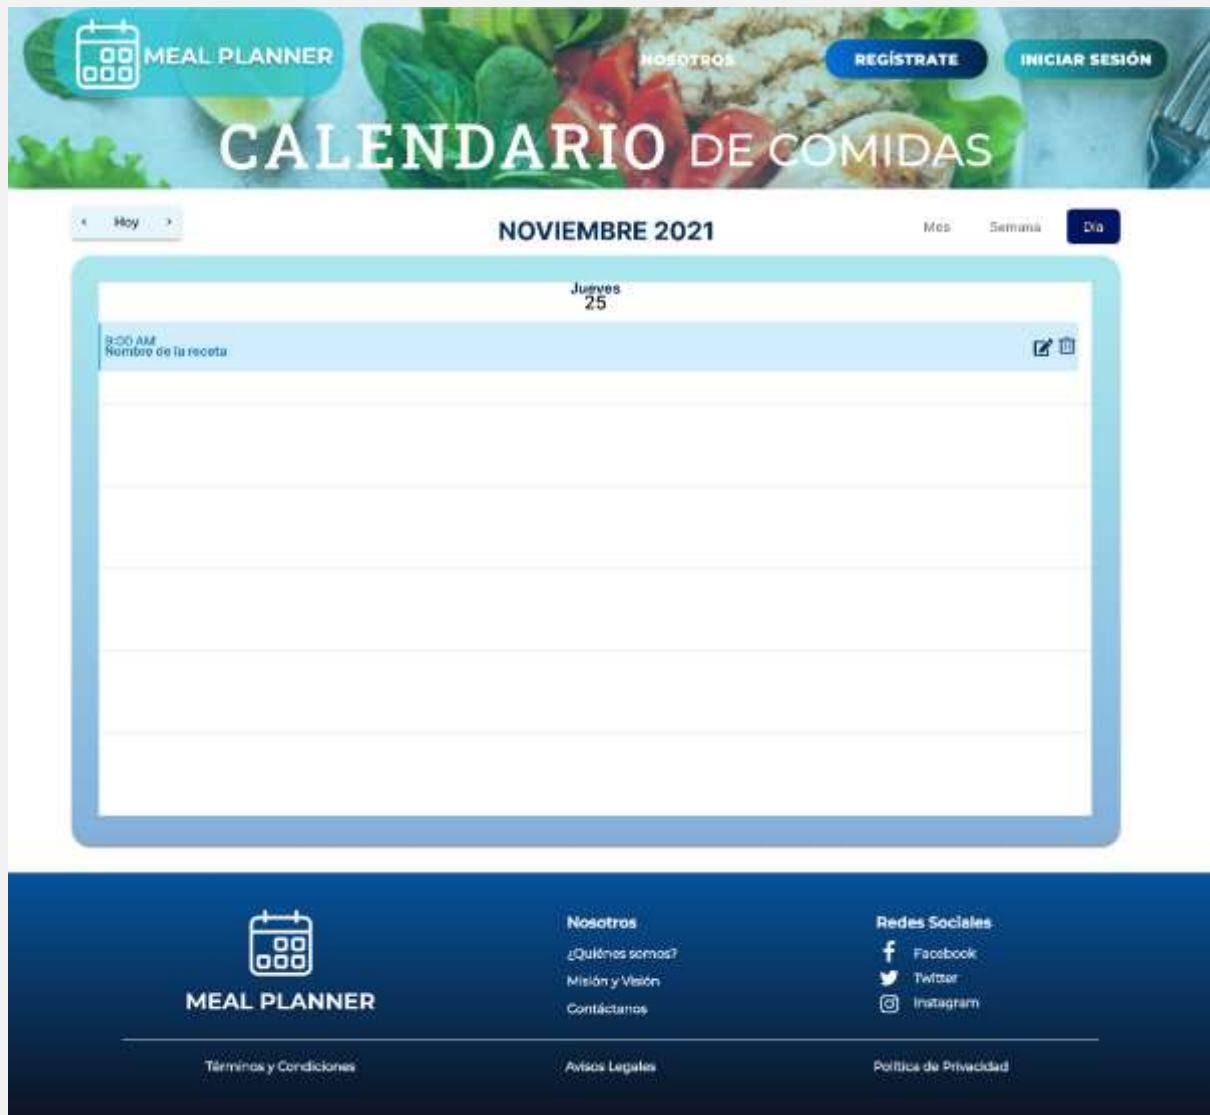 MEAL PLANNER
NOSOTROS
REGÍSTRATE
INICIAR SESIÓN
CALENDARIO DE COMIDAS
‹ Hoy ›
NOVIEMBRE 2021
Mes
Semana
Día
Jueves
25
9:00 AM
Nombre de la receta
MEAL PLANNER
Nosotros
¿Quiénes somos?
Misión y Visión
Contáctanos
Redes Sociales
Facebook
Twitter
Instagram
Términos y Condiciones
Avisos Legales
Política de Privacidad